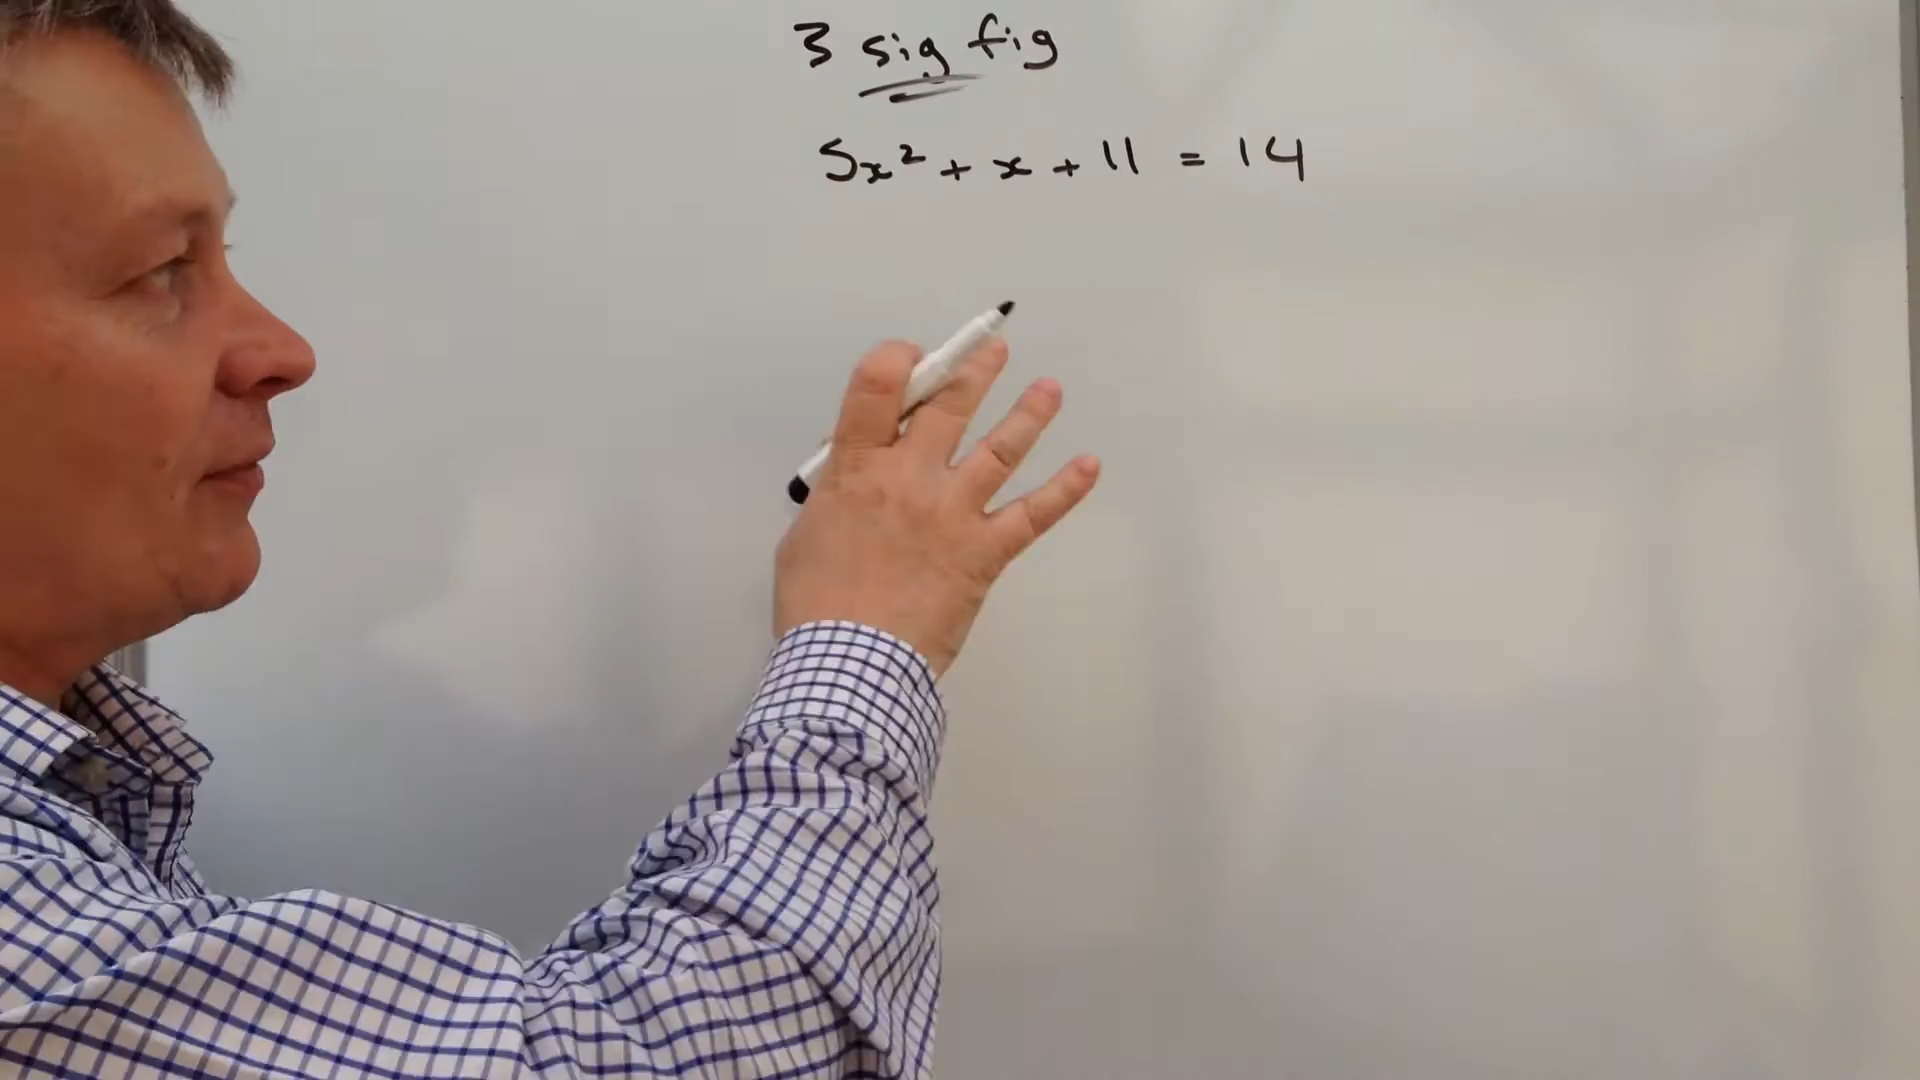 3 sig fig
5x² + x + 11 = 14